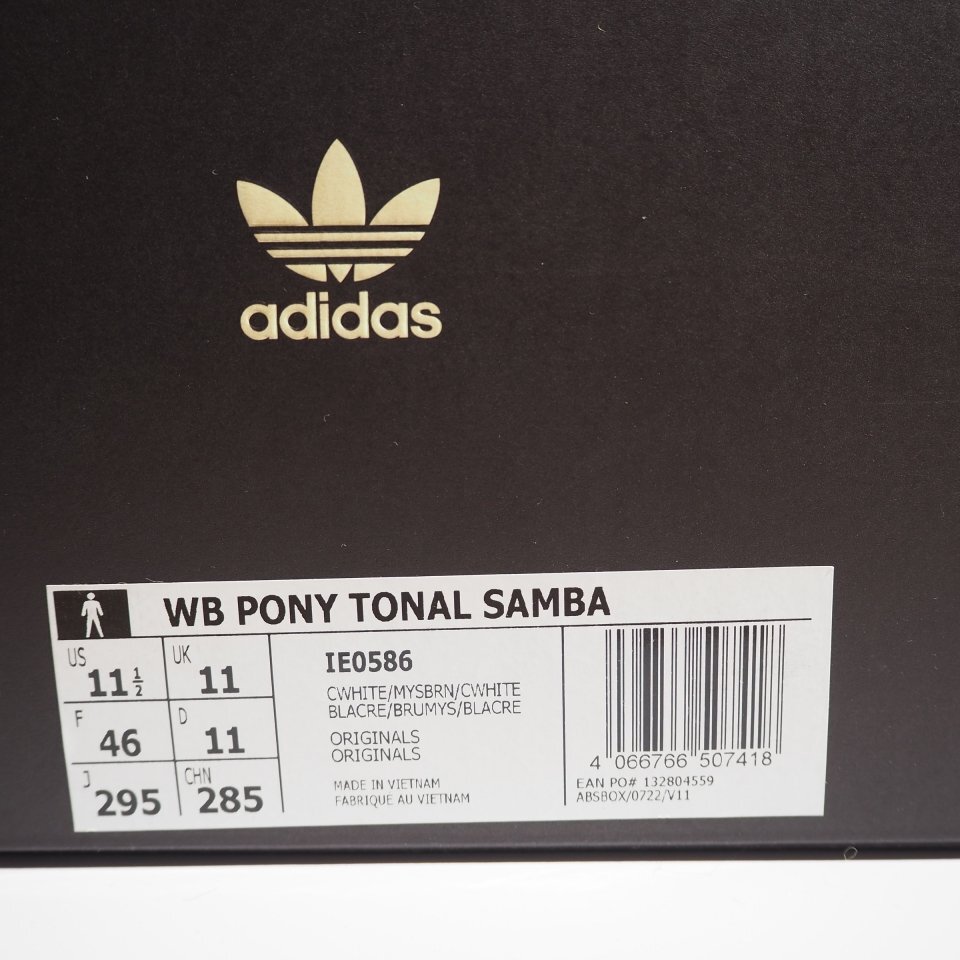 adidas
WB PONY TONAL SAMBA
US 11 1/2 UK 11
F 46 D 11
J 295 CHN 285
IE0586
CWHITE/MYSBRN/CWHITE
BLACRE/BRUMYS/BLACRE
ORIGINALS
ORIGINALS
MADE IN VIETNAM
FABRIQUE AU VIETNAM
4 066766 507418
EAN PO# 132804559
ABSBOX/0722/V11